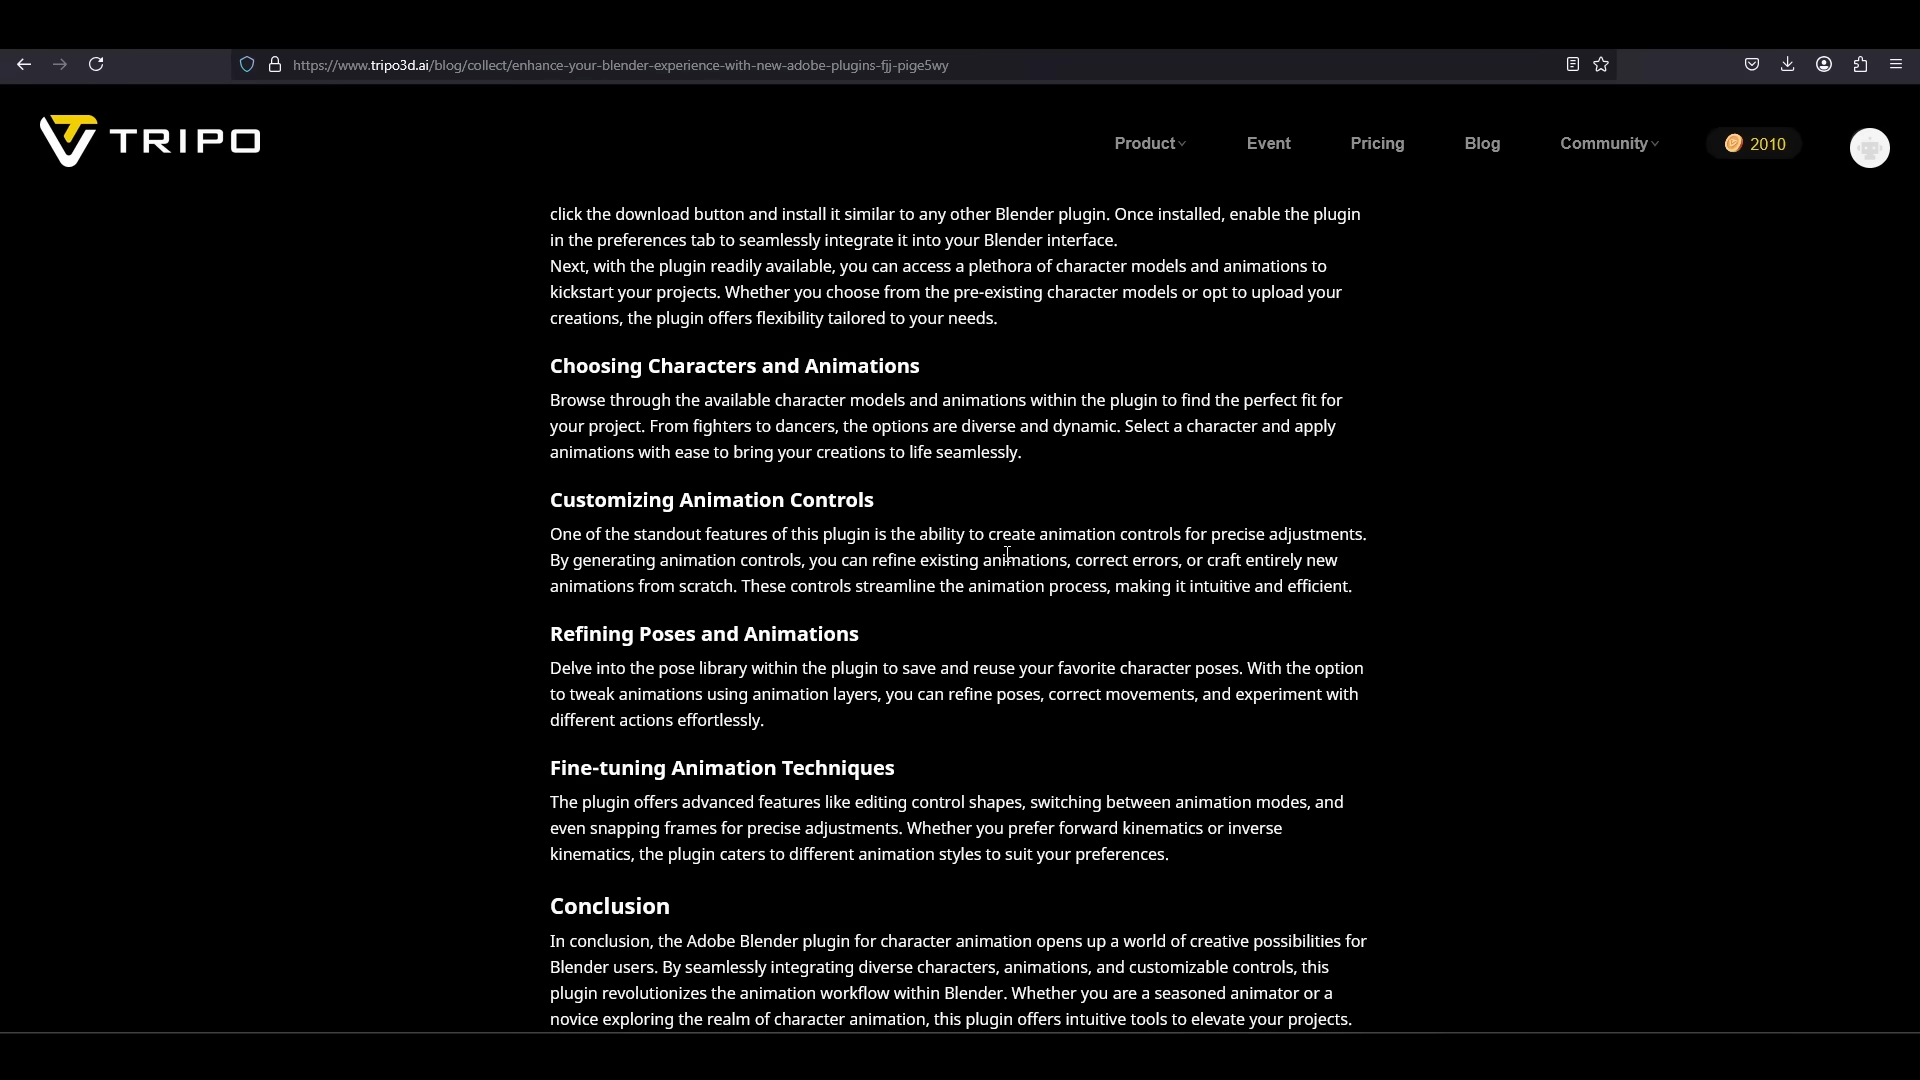 https://www.tripo3d.ai/blog/collect/enhance-your-blender-experience-with-new-adobe-plugins-fjj-pige5wy
TRIPO
Product
Event
Pricing
Blog
Community
2010
click the download button and install it similar to any other Blender plugin. Once installed, enable the plugin
in the preferences tab to seamlessly integrate it into your Blender interface.
Next, with the plugin readily available, you can access a plethora of character models and animations to
kickstart your projects. Whether you choose from the pre-existing character models or opt to upload your
creations, the plugin offers flexibility tailored to your needs.
Choosing Characters and Animations
Browse through the available character models and animations within the plugin to find the perfect fit for
your project. From fighters to dancers, the options are diverse and dynamic. Select a character and apply
animations with ease to bring your creations to life seamlessly.
Customizing Animation Controls
One of the standout features of this plugin is the ability to create animation controls for precise adjustments.
By generating animation controls, you can refine existing animations, correct errors, or craft entirely new
animations from scratch. These controls streamline the animation process, making it intuitive and efficient.
Refining Poses and Animations
Delve into the pose library within the plugin to save and reuse your favorite character poses. With the option
to tweak animations using animation layers, you can refine poses, correct movements, and experiment with
different actions effortlessly.
Fine-tuning Animation Techniques
The plugin offers advanced features like editing control shapes, switching between animation modes, and
even snapping frames for precise adjustments. Whether you prefer forward kinematics or inverse
kinematics, the plugin caters to different animation styles to suit your preferences.
Conclusion
In conclusion, the Adobe Blender plugin for character animation opens up a world of creative possibilities for
Blender users. By seamlessly integrating diverse characters, animations, and customizable controls, this
plugin revolutionizes the animation workflow within Blender. Whether you are a seasoned animator or a
novice exploring the realm of character animation, this plugin offers intuitive tools to elevate your projects.